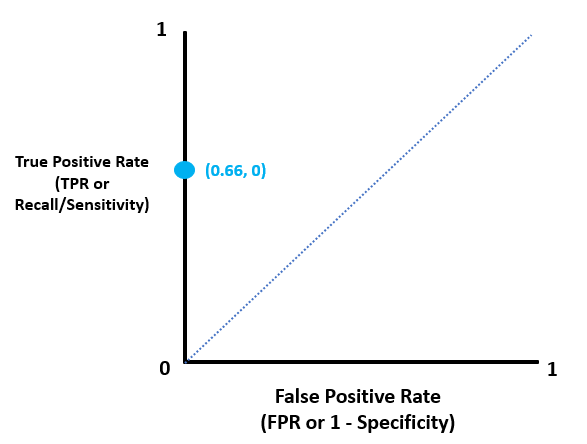 1
True Positive Rate
(TPR or
Recall/Sensitivity)
(0.66, 0)
0
1
False Positive Rate
(FPR or 1 - Specificity)